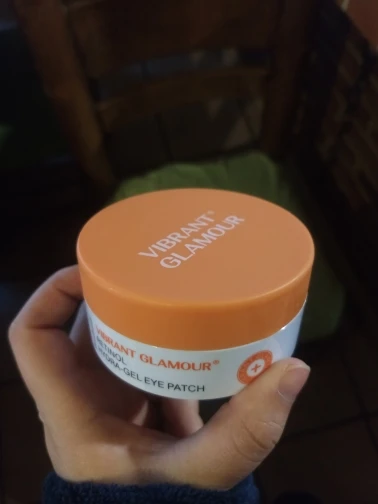 VIBRANT®
GLAMOUR
VIBRANT GLAMOUR®
RETINOL
HYDRA-GEL EYE PATCH